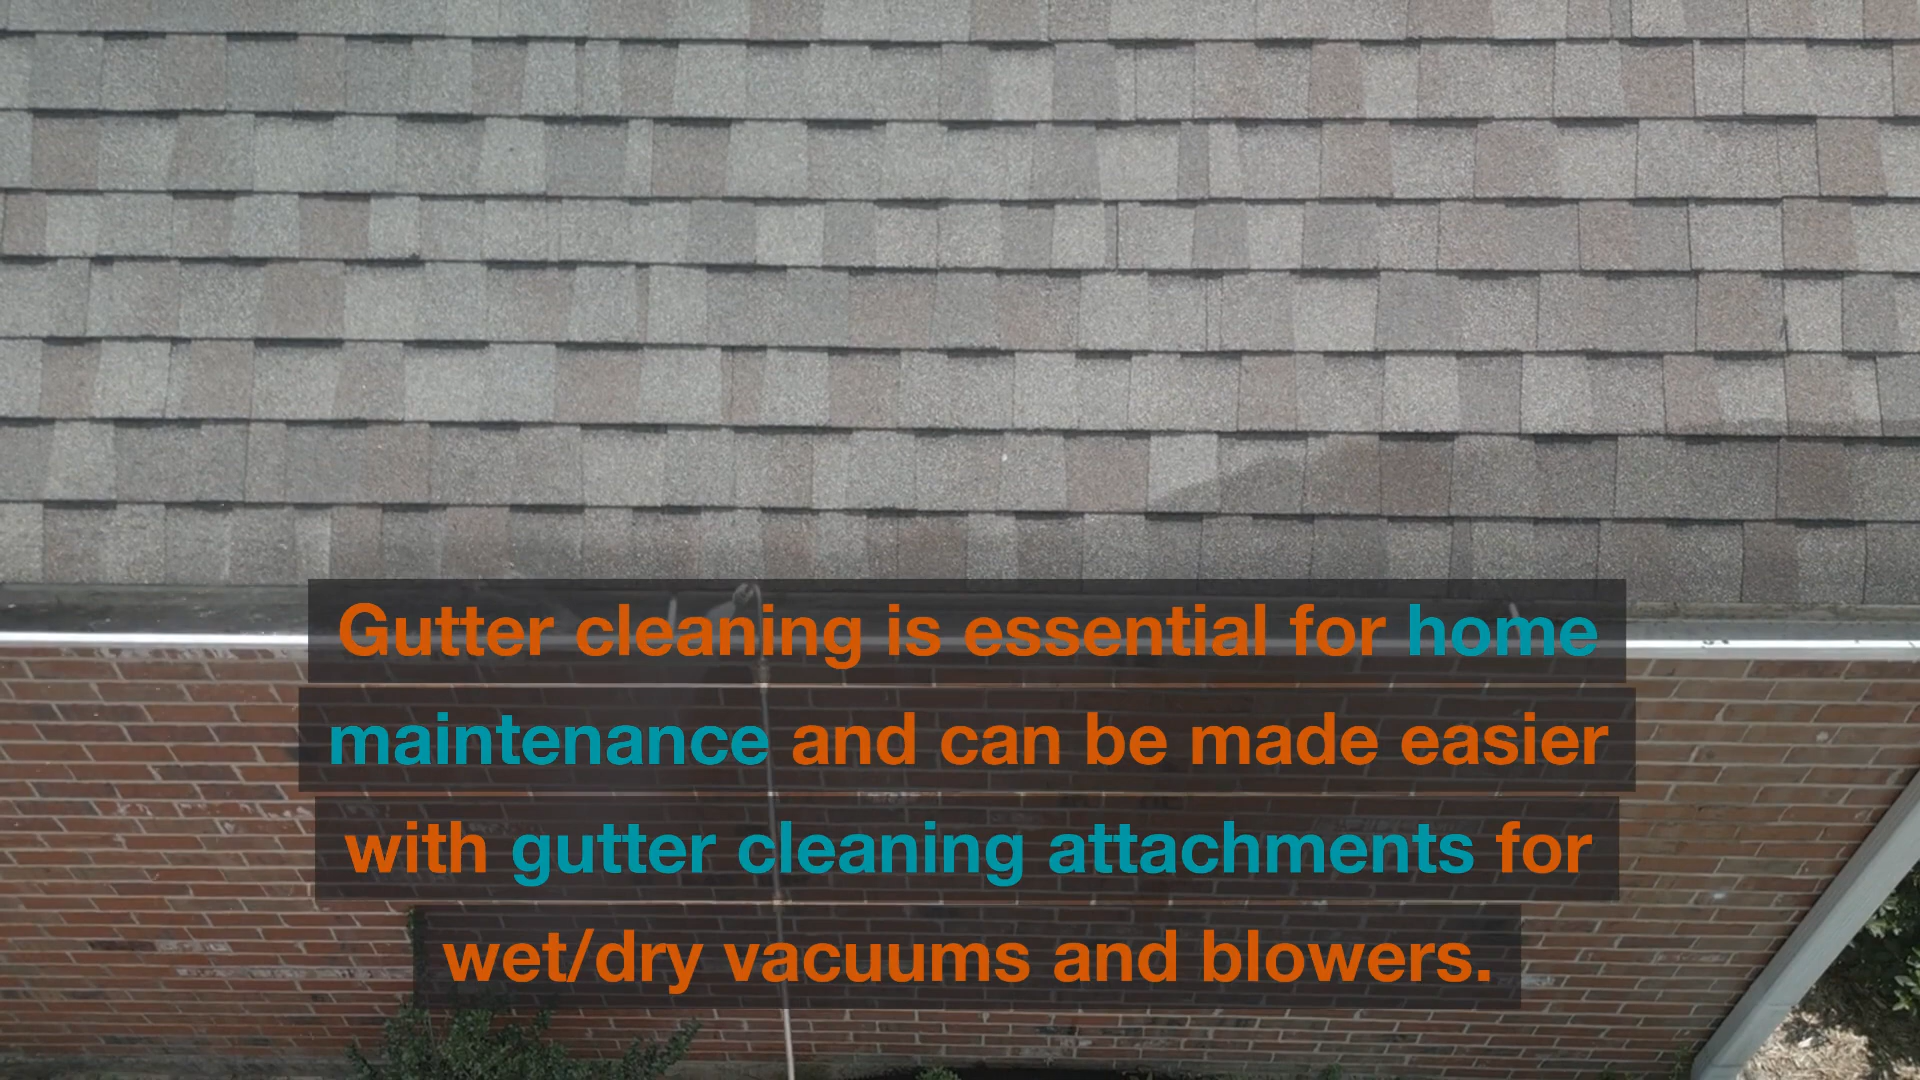 Gutter cleaning is essential for home
maintenance and can be made easier
with gutter cleaning attachments for
wet/dry vacuums and blowers.